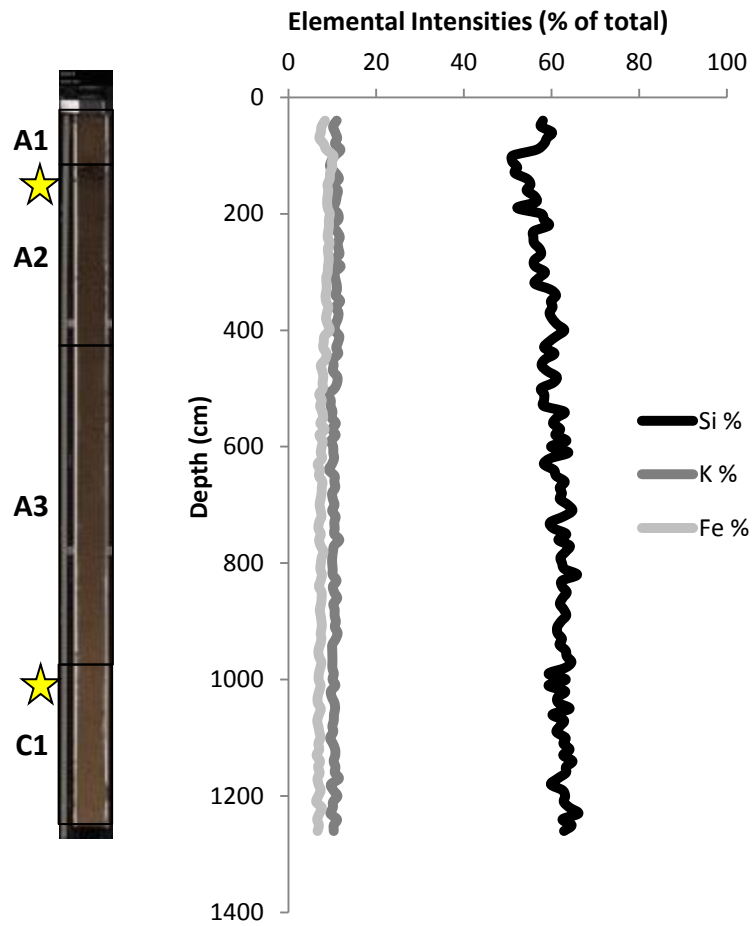 Elemental Intensities (% of total)
0 20 40 60 80 100
A1
A2
A3
C1
Depth (cm)
0
200
400
600
800
1000
1200
1400
Si %
K %
Fe %